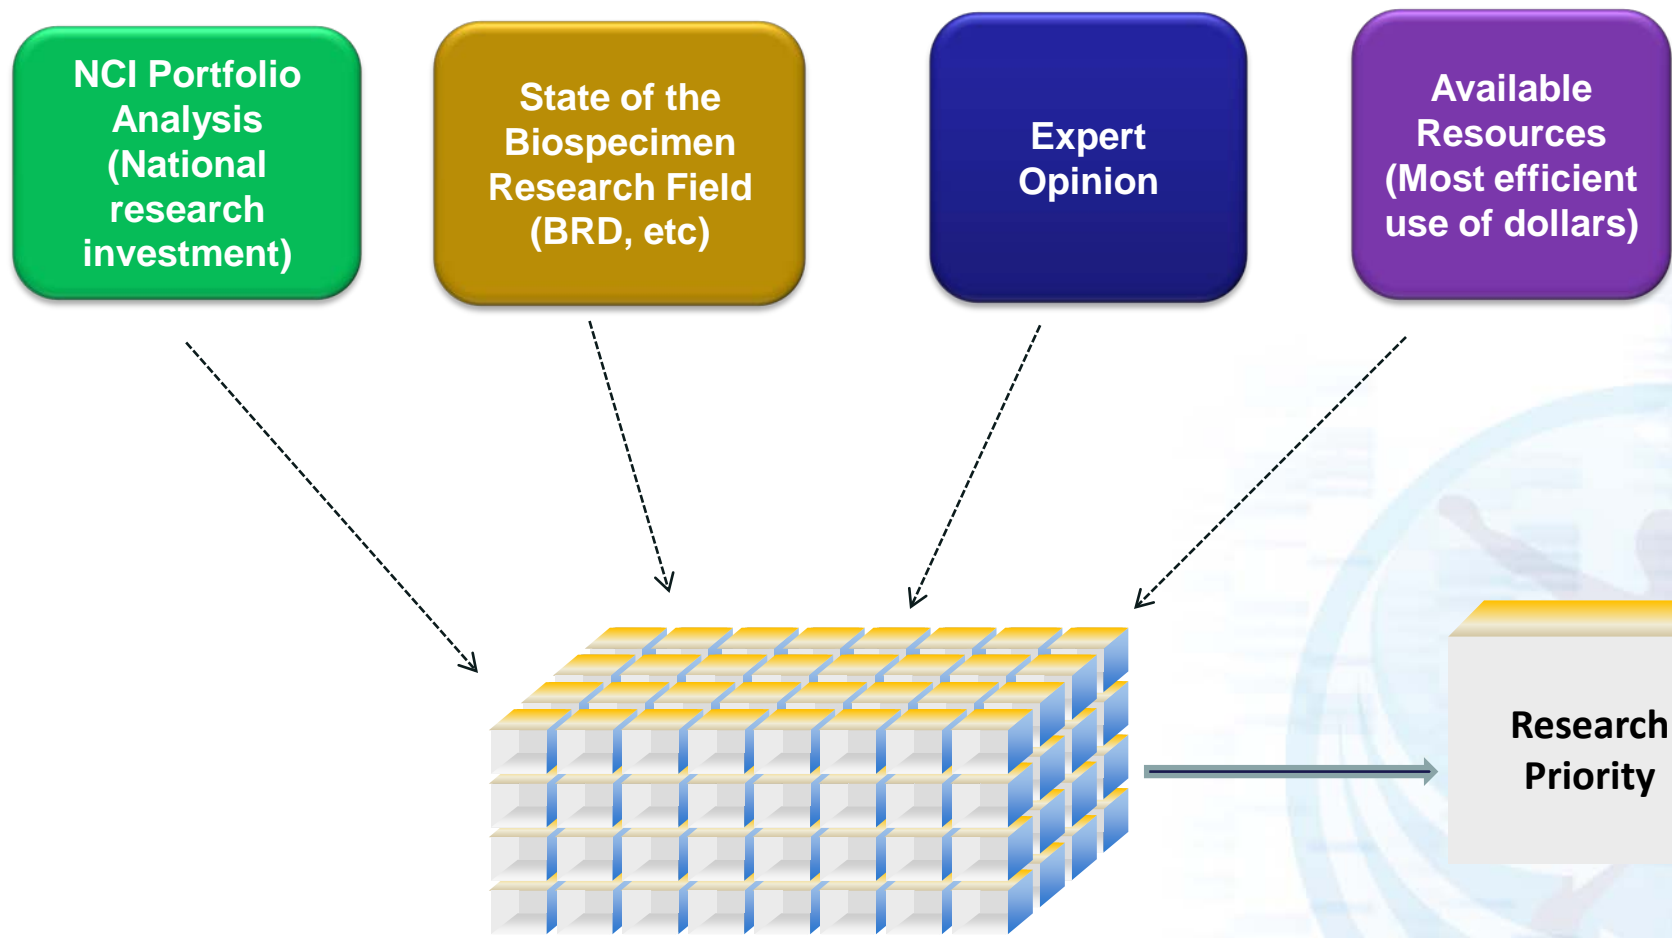 NCI Portfolio
Analysis
(National
research
investment)
State of the
Biospecimen
Research Field
(BRD, etc)
Expert
Opinion
Available
Resources
(Most efficient
use of dollars)
Research
Priority